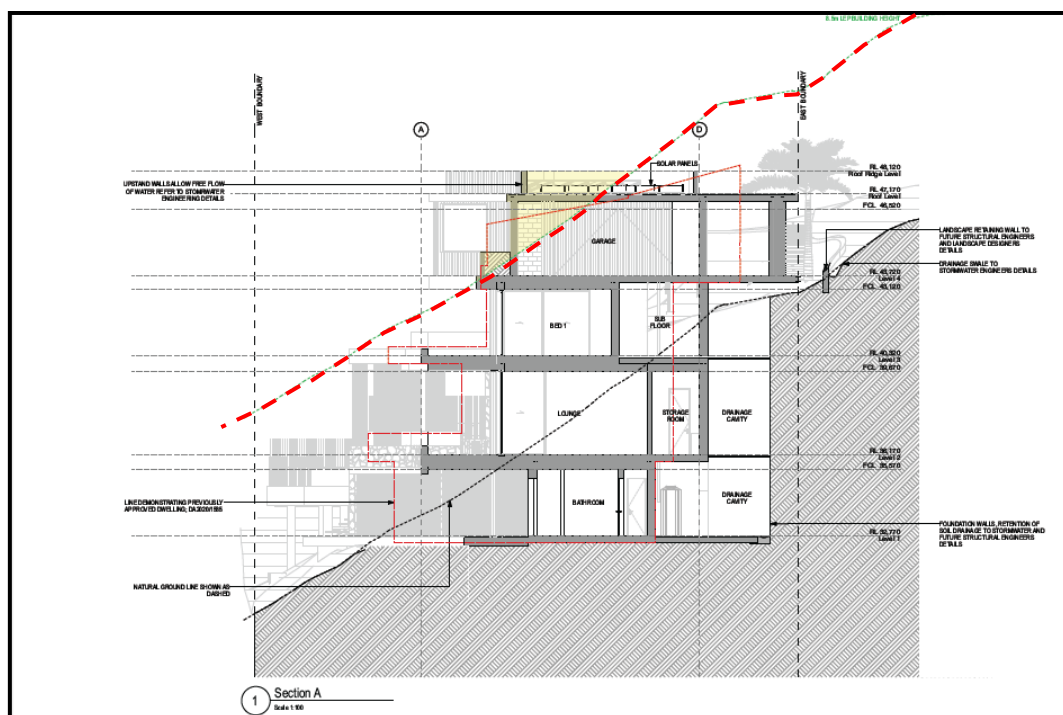 8.5m LEP BUILDING HEIGHT
WEST BOUNDARY
EAST BOUNDARY
A
D
SOLAR PANELS
UPSTAND WALLS ALLOW FREE FLOW
OF WATER REFER TO STOMRWATER
ENGINEERING DETAILS
RL 48,120
Roof Ridge Level
RL 47,170
Roof Level
FCL 46,520
GARAGE
LANDSCAPE RETAINING WALL TO
FUTURE STRUCTURAL ENGINEERS
AND LANDSCAPE DESIGNERS
DETAILS
DRAINAGE SWALE TO
STORMWATER ENGINEERS DETAILS
RL 43,720
Level 4
FCL 43,120
BED 1
SUB
FLOOR
RL 40,320
Level 3
FCL 39,670
LOUNGE
STORAGE
ROOM
DRAINAGE
CAVITY
RL 36,170
Level 2
FCL 35,570
LINE DEMONSTRATING PREVIOUSLY
APPROVED DWELLING; DA2020/1596
BATHROOM
DRAINAGE
CAVITY
RL 32,770
Level 1
FOUNDATION WALLS, RETENTION OF
SOIL DRAINAGE TO STORMWATER AND
FUTURE STRUCTURAL ENGINEERS
DETAILS
NATURAL GROUND LINE SHOWN AS
DASHED
1
Section A
Scale 1:100